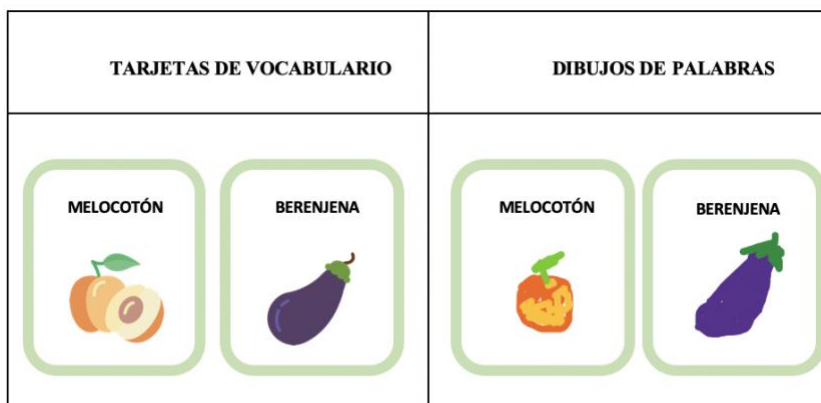 TARJETAS DE VOCABULARIO
DIBUJOS DE PALABRAS
MELOCOTÓN
BERENJENA
MELOCOTÓN
BERENJENA